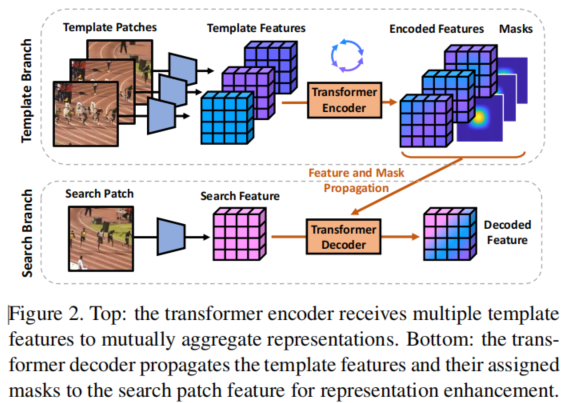 Template Patches
Template Features
Encoded Features
Masks
Template Branch
Transformer
Encoder
Feature and Mask
Propagation
Search Branch
Search Patch
Search Feature
Transformer
Decoder
Decoded
Feature
Figure 2. Top: the transformer encoder receives multiple template
features to mutually aggregate representations. Bottom: the trans-
former decoder propagates the template features and their assigned
masks to the search patch feature for representation enhancement.